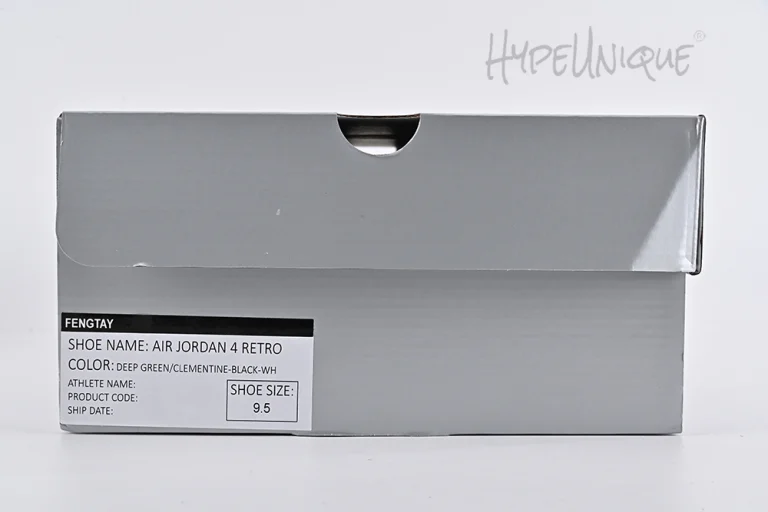 HYPEUNIQUE®
FENGTAY
SHOE NAME: AIR JORDAN 4 RETRO
COLOR: DEEP GREEN/CLEMENTINE-BLACK-WH
ATHLETE NAME:
PRODUCT CODE:
SHIP DATE:
SHOE SIZE:
9.5